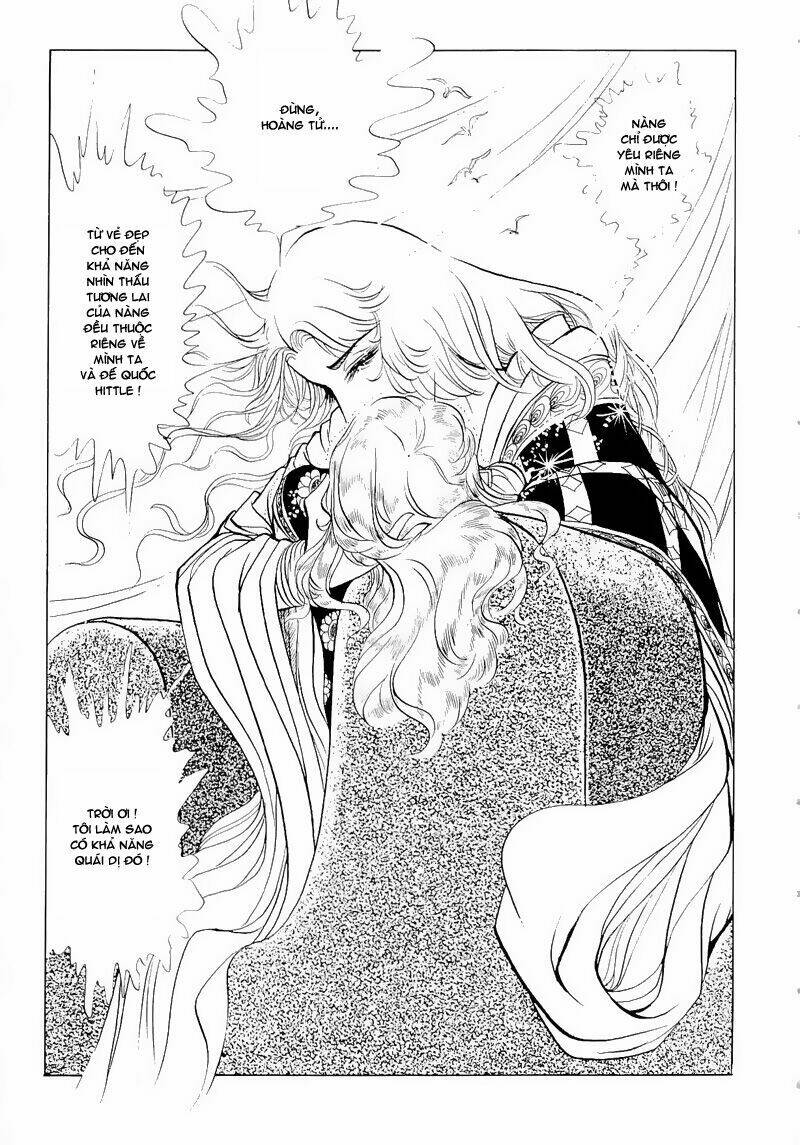 NÀNG
CHỈ ĐƯỢC
YÊU RIÊNG
MÌNH TA
MÀ THÔI !
ĐỪNG,
HOÀNG TỬ....
TỪ VẺ ĐẸP
CHO ĐẾN
KHẢ NĂNG
NHÌN THẤU
TƯƠNG LAI
CỦA NÀNG
ĐỀU THUỘC
RIÊNG VỀ
MÌNH TA
VÀ ĐẾ QUỐC
HITTLE !
TRỜI ƠI !
TÔI LÀM SAO
CÓ KHẢ NĂNG
QUÁI DỊ ĐÓ !